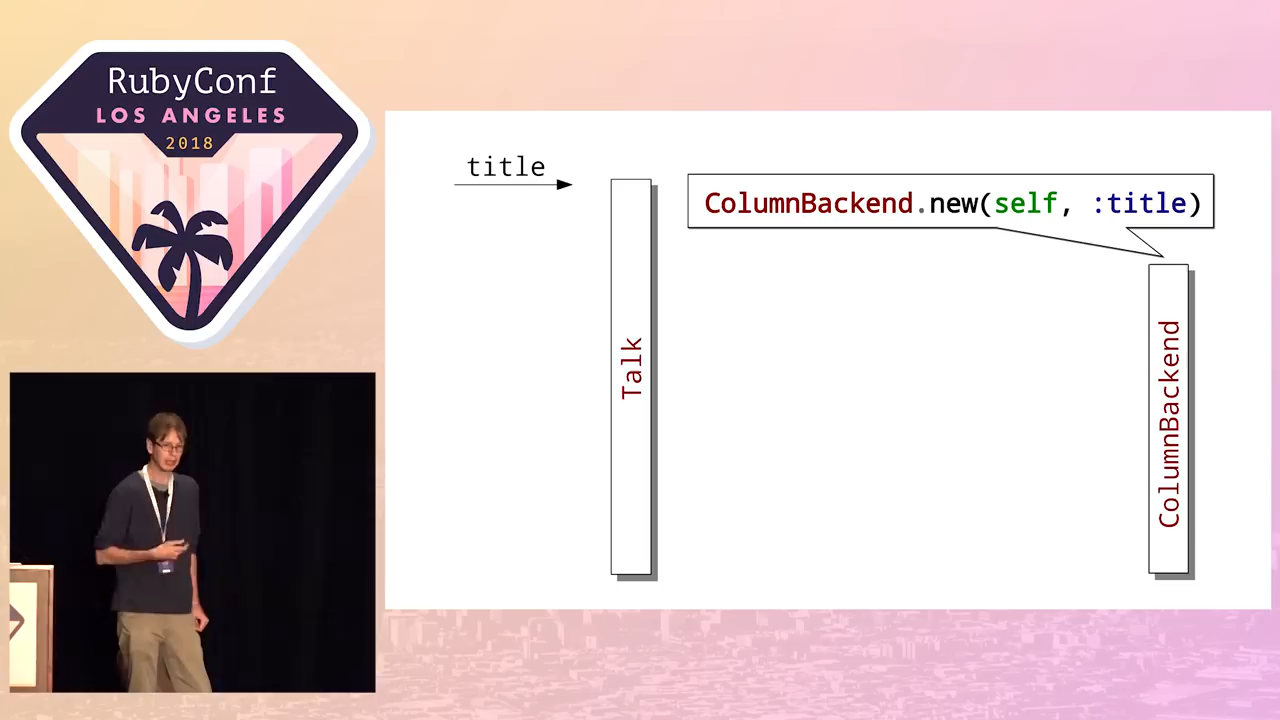 RubyConf
LOS ANGELES
2018
title
ColumnBackend.new(self, :title)
Talk
ColumnBackend